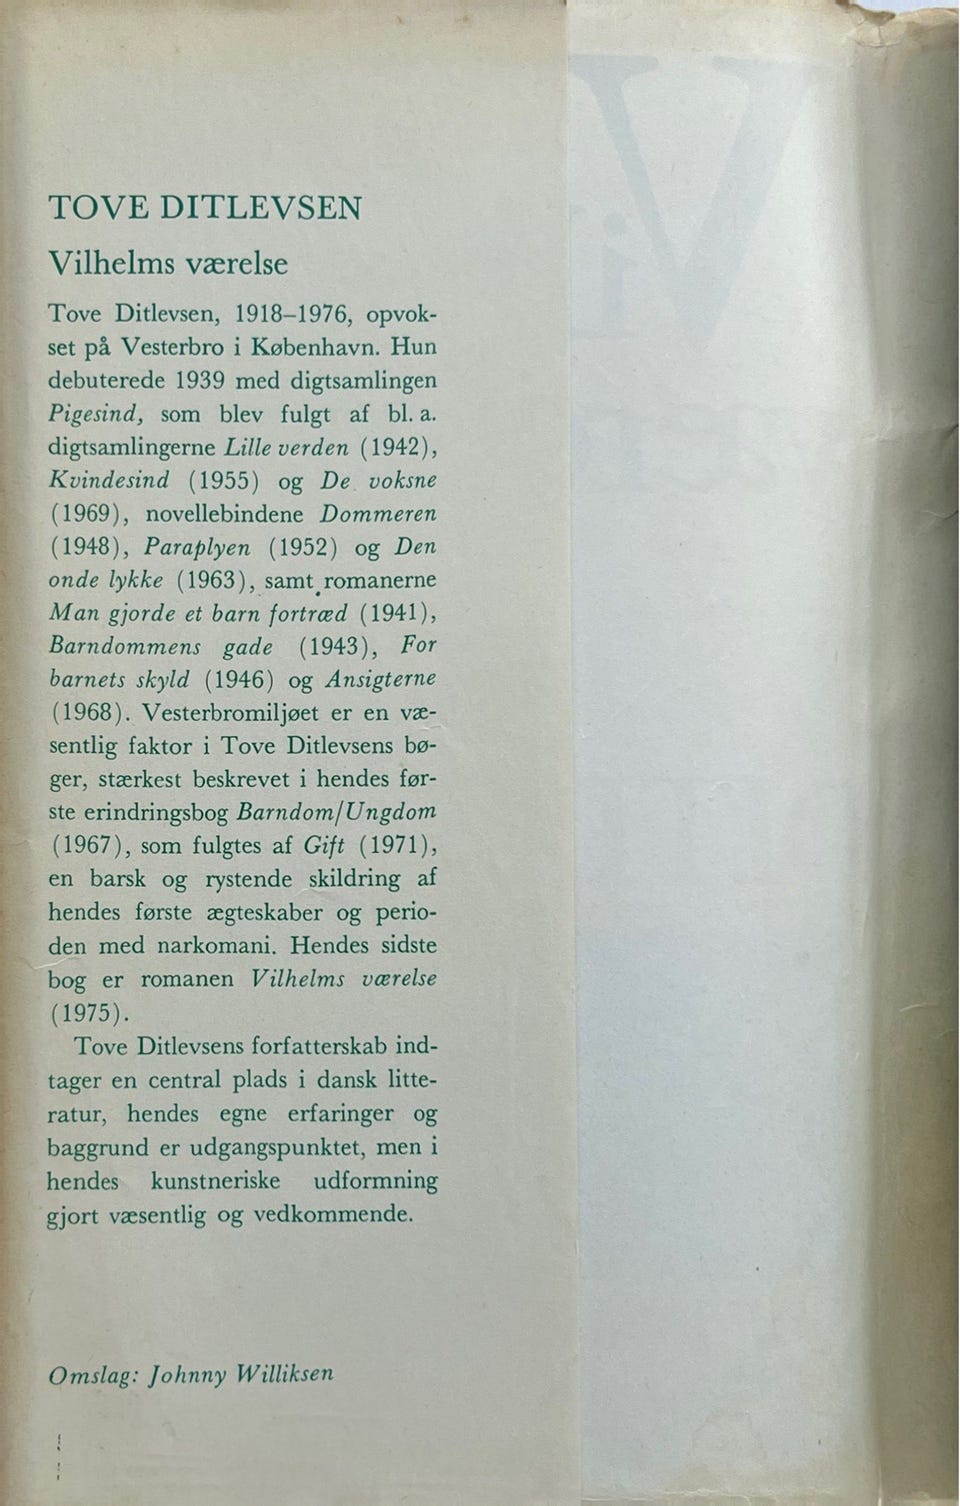 TOVE DITLEVSEN
Vilhelms værelse
Tove Ditlevsen, 1918–1976, opvok-
set på Vesterbro i København. Hun
debuterede 1939 med digtsamlingen
Pigesind, som blev fulgt af bl. a.
digtsamlingerne Lille verden (1942),
Kvindesind (1955) og De voksne
(1969), novellebindene Dommeren
(1948), Paraplyen (1952) og Den
onde lykke (1963), samt romanerne
Man gjorde et barn fortræd (1941),
Barndommens gade (1943), For
barnets skyld (1946) og Ansigterne
(1968). Vesterbromiljøet er en væ-
sentlig faktor i Tove Ditlevsens bø-
ger, stærkest beskrevet i hendes før-
ste erindringsbog Barndom/Ungdom
(1967), som fulgtes af Gift (1971),
en barsk og rystende skildring af
hendes første ægteskaber og perio-
den med narkomani. Hendes sidste
bog er romanen Vilhelms værelse
(1975).
Tove Ditlevsens forfatterskab ind-
tager en central plads i dansk litte-
ratur, hendes egne erfaringer og
baggrund er udgangspunktet, men i
hendes kunstneriske udformning
gjort væsentlig og vedkommende.
Omslag: Johnny Williksen